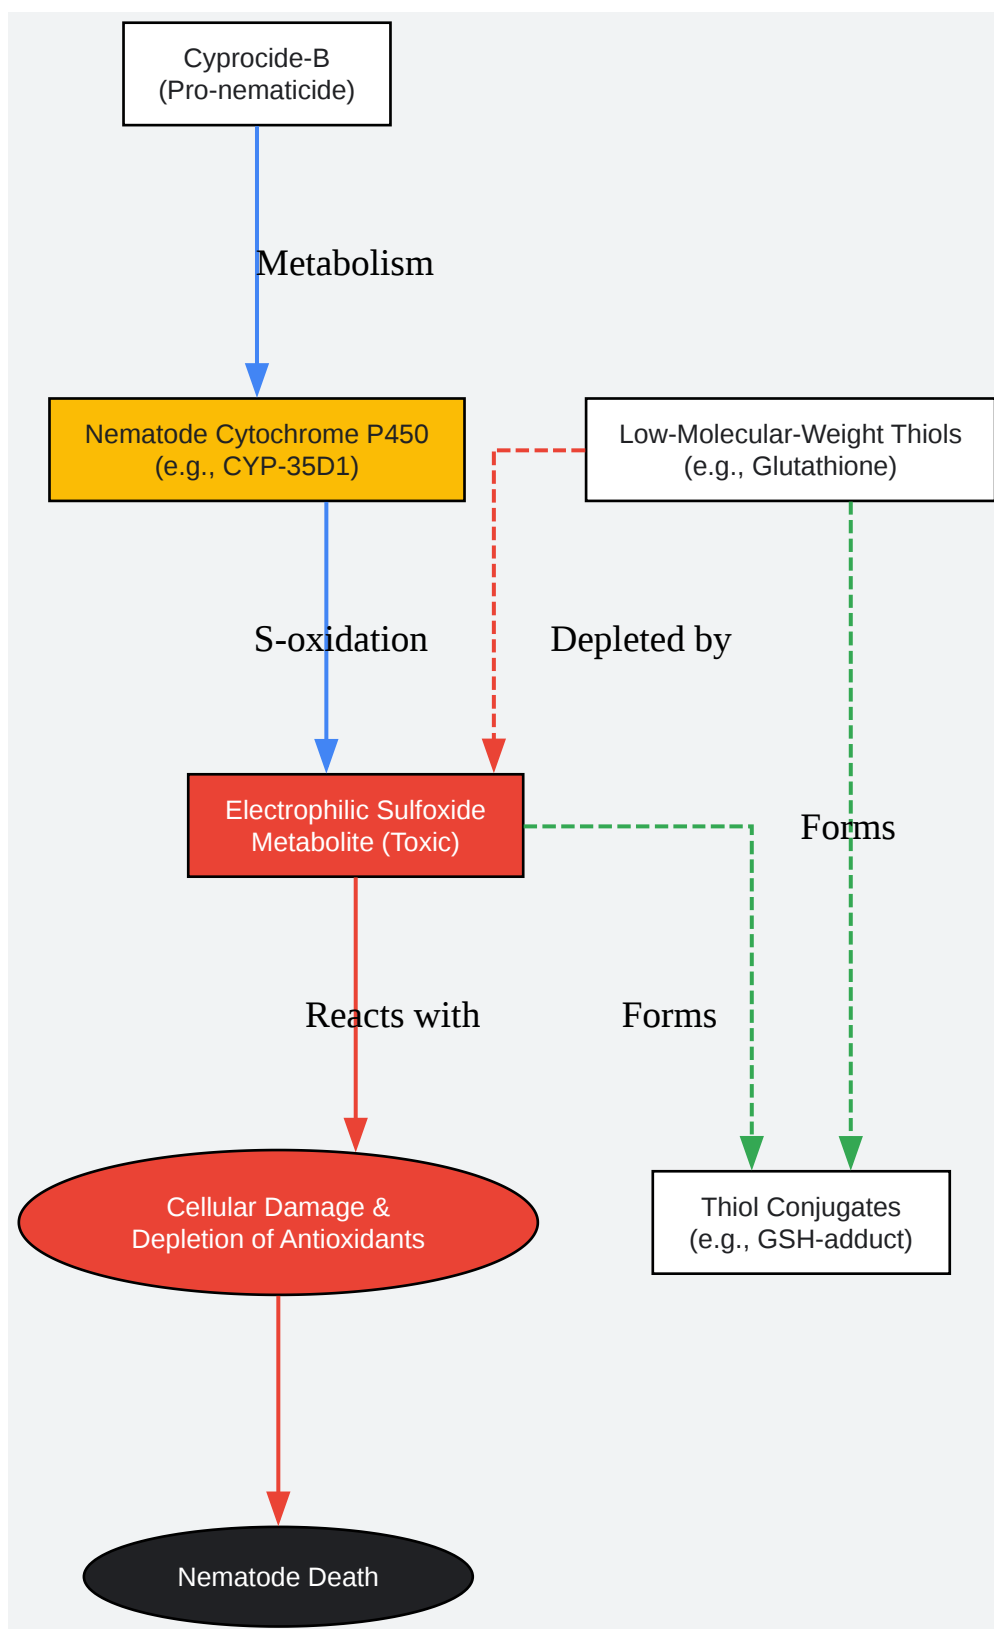 Cyprocide-B
(Pro-nematicide)
Metabolism
Nematode Cytochrome P450
(e.g., CYP-35D1)
Low-Molecular-Weight Thiols
(e.g., Glutathione)
S-oxidation
Depleted by
Electrophilic Sulfoxide
Metabolite (Toxic)
Forms
Reacts with
Forms
Cellular Damage &
Depletion of Antioxidants
Thiol Conjugates
(e.g., GSH-adduct)
Nematode Death